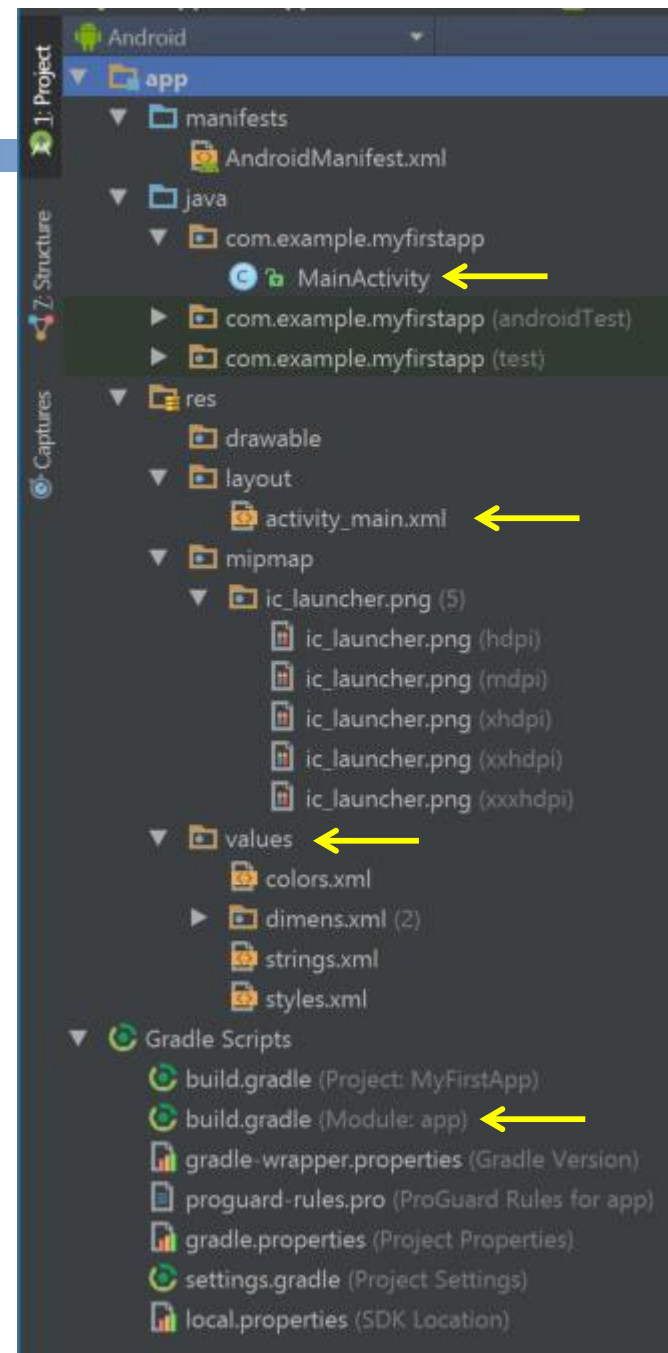 Android
1: Project
app
manifests
AndroidManifest.xml
java
com.example.myfirstapp
MainActivity
7: Structure
com.example.myfirstapp (androidTest)
com.example.myfirstapp (test)
Captures
res
drawable
layout
activity_main.xml
mipmap
ic_launcher.png (5)
ic_launcher.png (hdpi)
ic_launcher.png (mdpi)
ic_launcher.png (xhdpi)
ic_launcher.png (xxhdpi)
ic_launcher.png (xxxhdpi)
values
colors.xml
dimens.xml (2)
strings.xml
styles.xml
Gradle Scripts
build.gradle (Project: MyFirstApp)
build.gradle (Module: app)
gradle-wrapper.properties (Gradle Version)
proguard-rules.pro (ProGuard Rules for app)
gradle.properties (Project Properties)
settings.gradle (Project Settings)
local.properties (SDK Location)